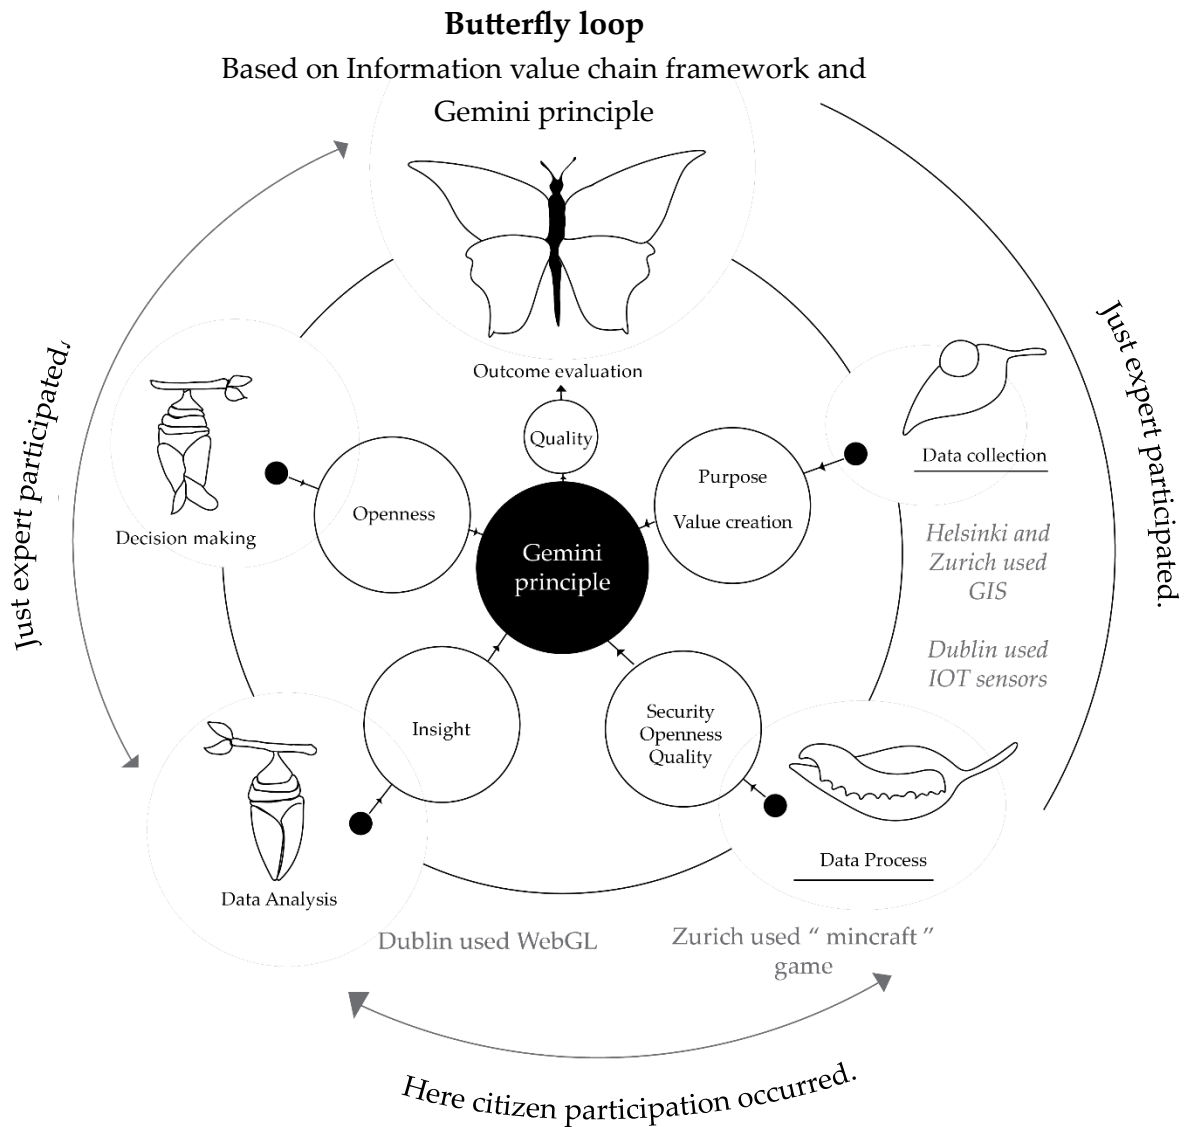 Butterfly loop
Based on Information value chain framework and
Gemini principle
Outcome evaluation
Quality
Purpose
Value creation
Data collection
Just expert participated.
Helsinki and
Zurich used
GIS
Dublin used
IOT sensors
Openness
Decision making
Just expert participated.
Gemini
principle
Insight
Security
Openness
Quality
Data Process
Data Analysis
Dublin used WebGL
Zurich used “ mincraft ”
game
Here citizen participation occurred.